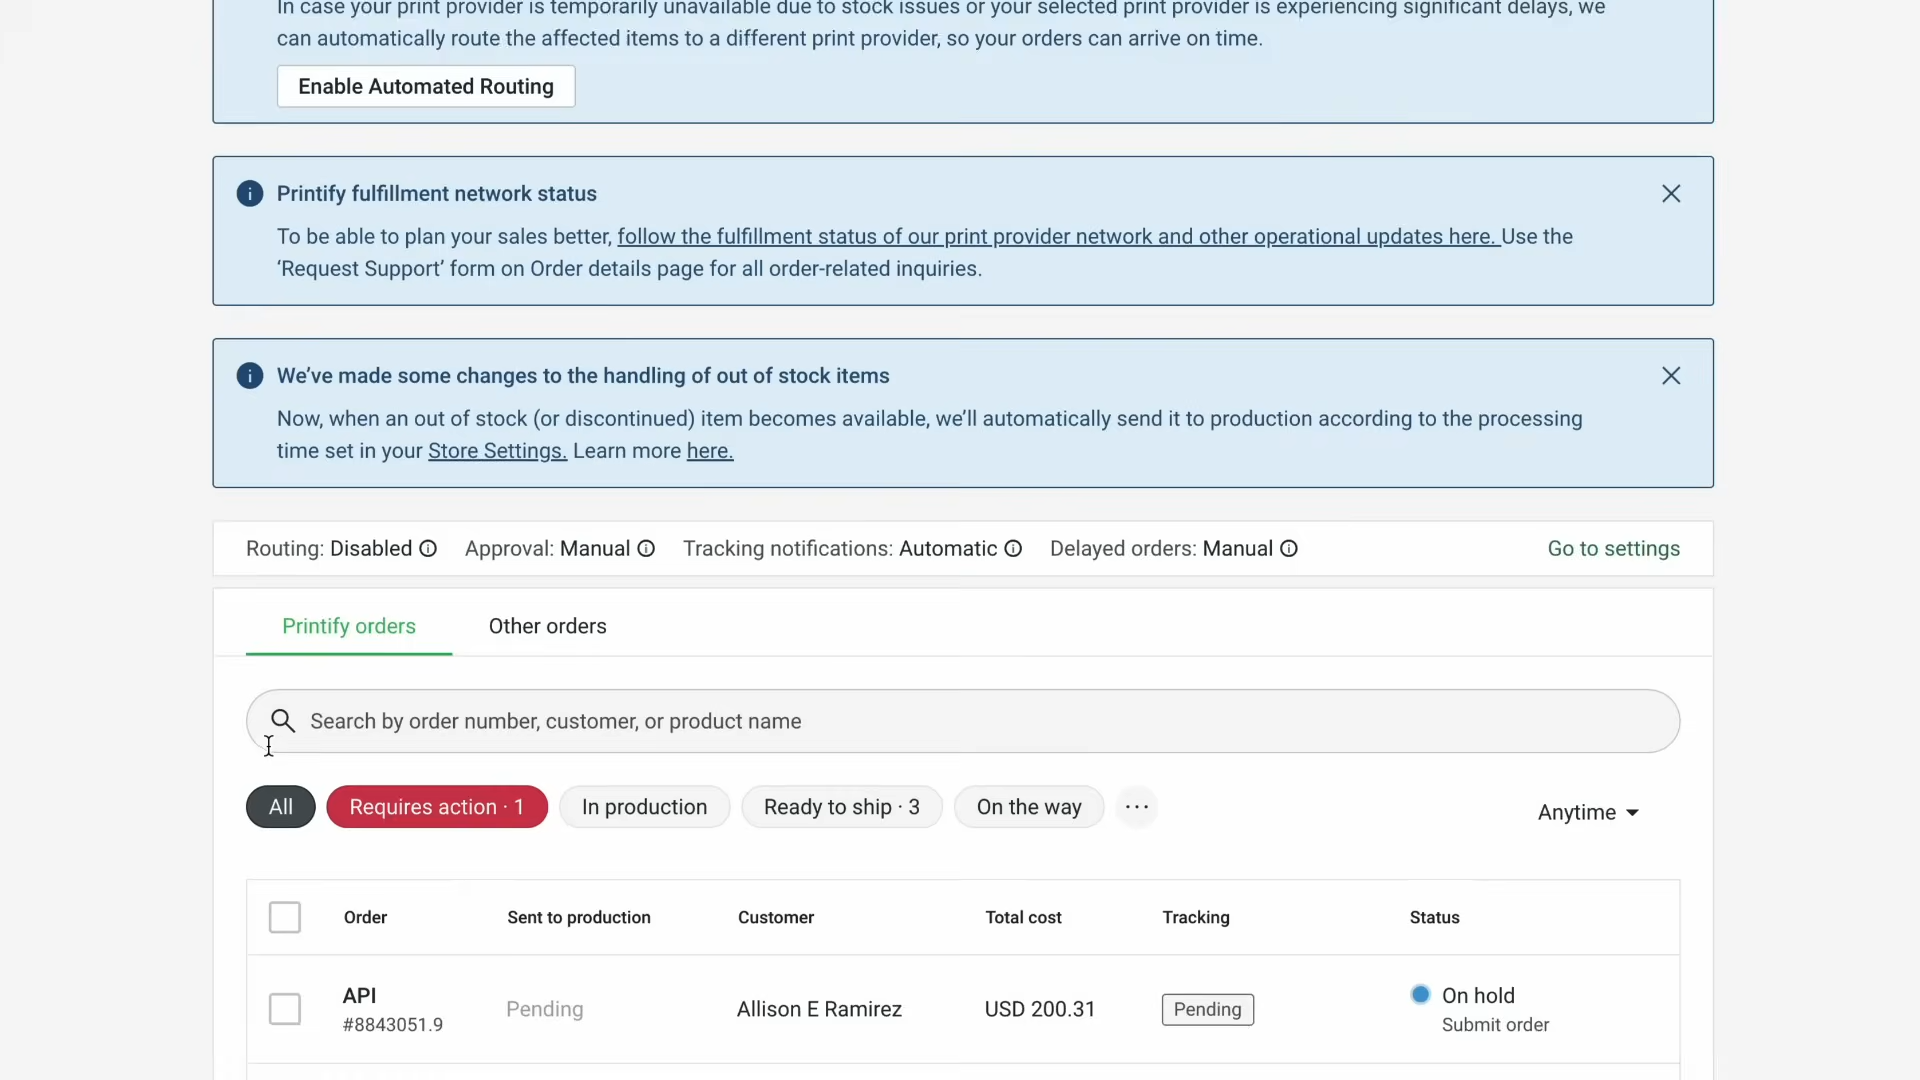 In case your print provider is temporarily unavailable due to stock issues or your selected print provider is experiencing significant delays, we
can automatically route the affected items to a different print provider, so your orders can arrive on time.
Enable Automated Routing
Printify fulfillment network status
To be able to plan your sales better, follow the fulfillment status of our print provider network and other operational updates here. Use the
‘Request Support’ form on Order details page for all order-related inquiries.
We’ve made some changes to the handling of out of stock items
Now, when an out of stock (or discontinued) item becomes available, we’ll automatically send it to production according to the processing
time set in your Store Settings. Learn more here.
Routing: Disabled Approval: Manual Tracking notifications: Automatic Delayed orders: Manual Go to settings
Printify orders Other orders
Search by order number, customer, or product name
All Requires action · 1 In production Ready to ship · 3 On the way ··· Anytime
Order Sent to production Customer Total cost Tracking Status
API Pending Allison E Ramirez USD 200.31 Pending On hold
#8843051.9 Submit order